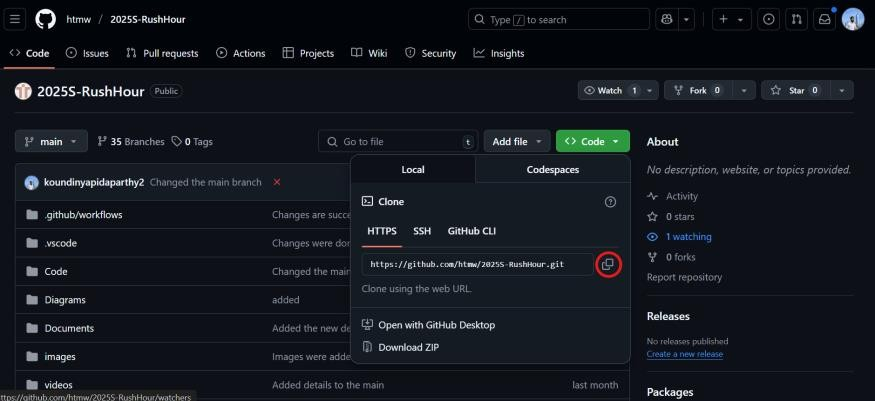 htmw / 2025S-RushHour
Type / to search
Code
Issues
Pull requests
Actions
Projects
Wiki
Security
Insights
2025S-RushHour Public
Watch 1
Fork 0
Star 0
main
35 Branches
0 Tags
Go to file t
Add file
Code
About
No description, website, or topics provided.
Activity
0 stars
1 watching
0 forks
Report repository
Releases
No releases published
Create a new release
Packages
Local
Codespaces
Clone
HTTPS
SSH
GitHub CLI
https://github.com/htmw/2025S-RushHour.git
Clone using the web URL.
Open with GitHub Desktop
Download ZIP
koundinyapidaparthy2 Changed the main branch
.github/workflows Changes are succe
.vscode Changes were don
Code Changed the main
Diagrams added
Documents Added the new de
images Images were adde
videos Added details to the main last month
ttps://github.com/htmw/2025S-RushHour/watchers